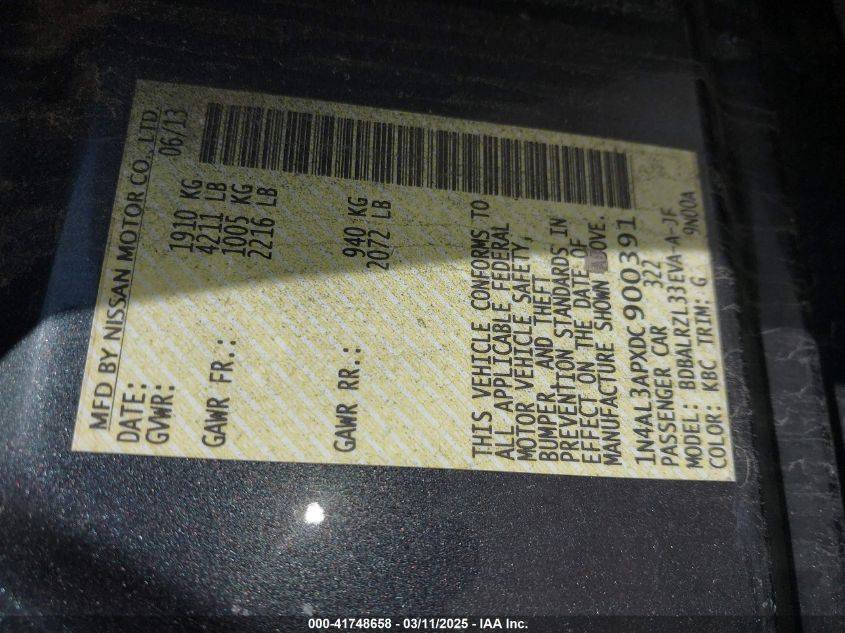 MFD BY NISSAN MOTOR CO., LTD
DATE: 06/13
GVWR: 1910 KG
4211 LB
GAWR FR.: 1005 KG
2216 LB
GAWR RR.: 940 KG
2072 LB
THIS VEHICLE CONFORMS TO
ALL APPLICABLE FEDERAL
MOTOR VEHICLE SAFETY,
BUMPER AND THEFT
PREVENTION STANDARDS IN
EFFECT ON THE DATE OF
MANUFACTURE SHOWN
1N4AL3APXDC900391
PASSENGER CAR 322
MODEL: BDBALRZL33EVA-A-JF
COLOR: KBC TRIM: G 9N00A
000-41748658 - 03/11/2025 - IAA Inc.